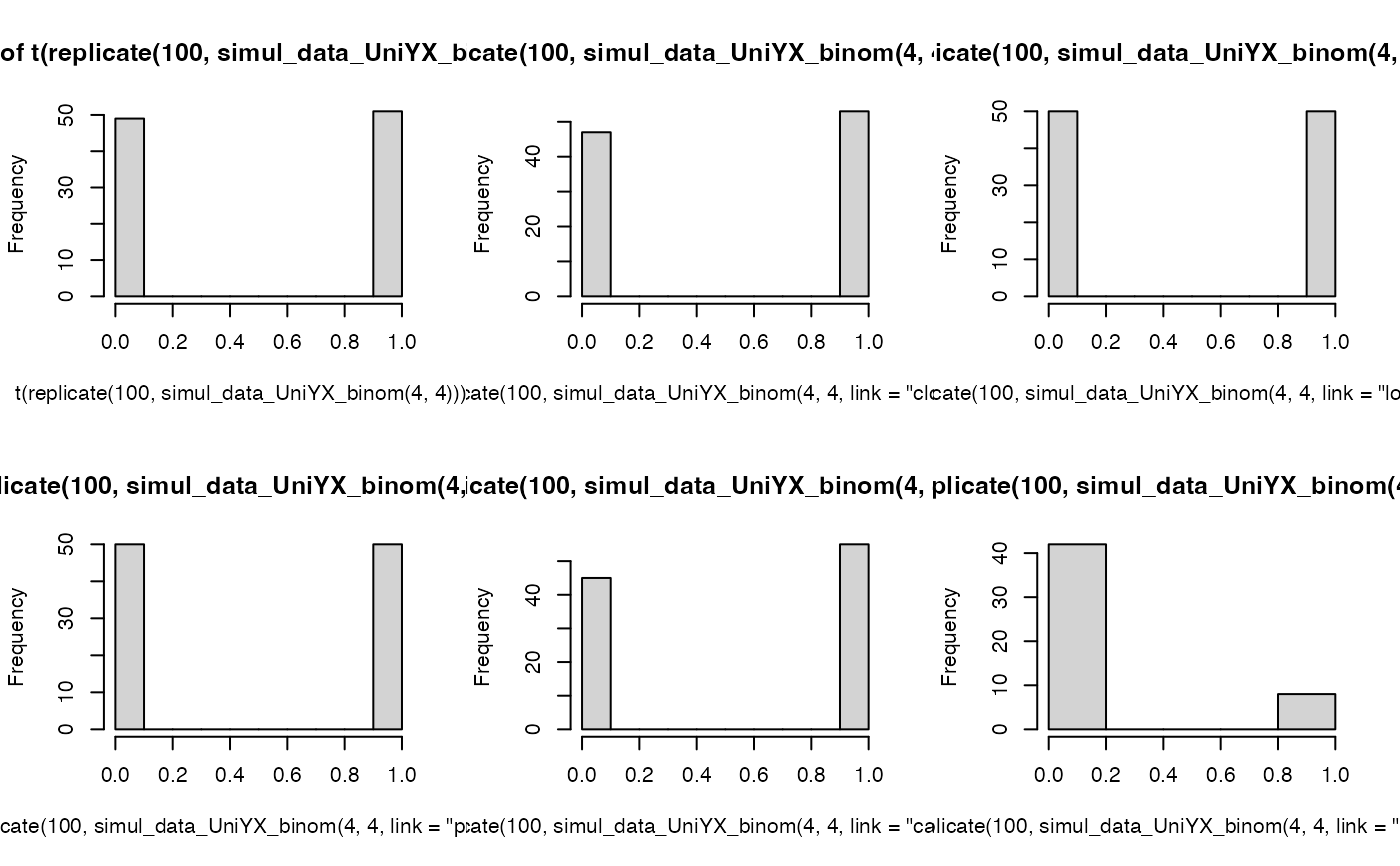 of t(replicate(100, simul_data_UniYX_b
cate(100, simul_data_UniYX_binom(4,
icate(100, simul_data_UniYX_binom(4,
Frequency
0 10 30 50
0.0 0.2 0.4 0.6 0.8 1.0
t(replicate(100, simul_data_UniYX_binom(4, 4)))
Frequency
0 20 40
0.0 0.2 0.4 0.6 0.8 1.0
ate(100, simul_data_UniYX_binom(4, 4, link = "cl
Frequency
0 10 30 50
0.0 0.2 0.4 0.6 0.8 1.0
cate(100, simul_data_UniYX_binom(4, 4, link = "lo
licate(100, simul_data_UniYX_binom(4,
icate(100, simul_data_UniYX_binom(4,
plicate(100, simul_data_UniYX_binom(4
Frequency
0 10 30 50
0.0 0.2 0.4 0.6 0.8 1.0
cate(100, simul_data_UniYX_binom(4, 4, link = "p
Frequency
0 20 40
0.0 0.2 0.4 0.6 0.8 1.0
ate(100, simul_data_UniYX_binom(4, 4, link = "ca
Frequency
0 10 20 30 40
0.0 0.2 0.4 0.6 0.8 1.0
licate(100, simul_data_UniYX_binom(4, 4, link = "